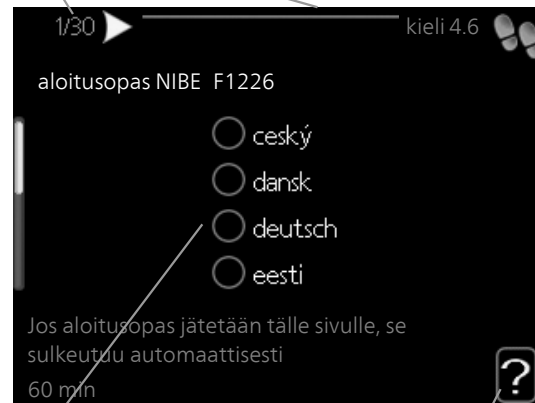 1/30
kieli 4.6
aloitusopas NIBE F1226
ceský
dansk
deutsch
eesti
Jos aloitusopas jätetään tälle sivulle, se
sulkeutuu automaattisesti
60 min
?